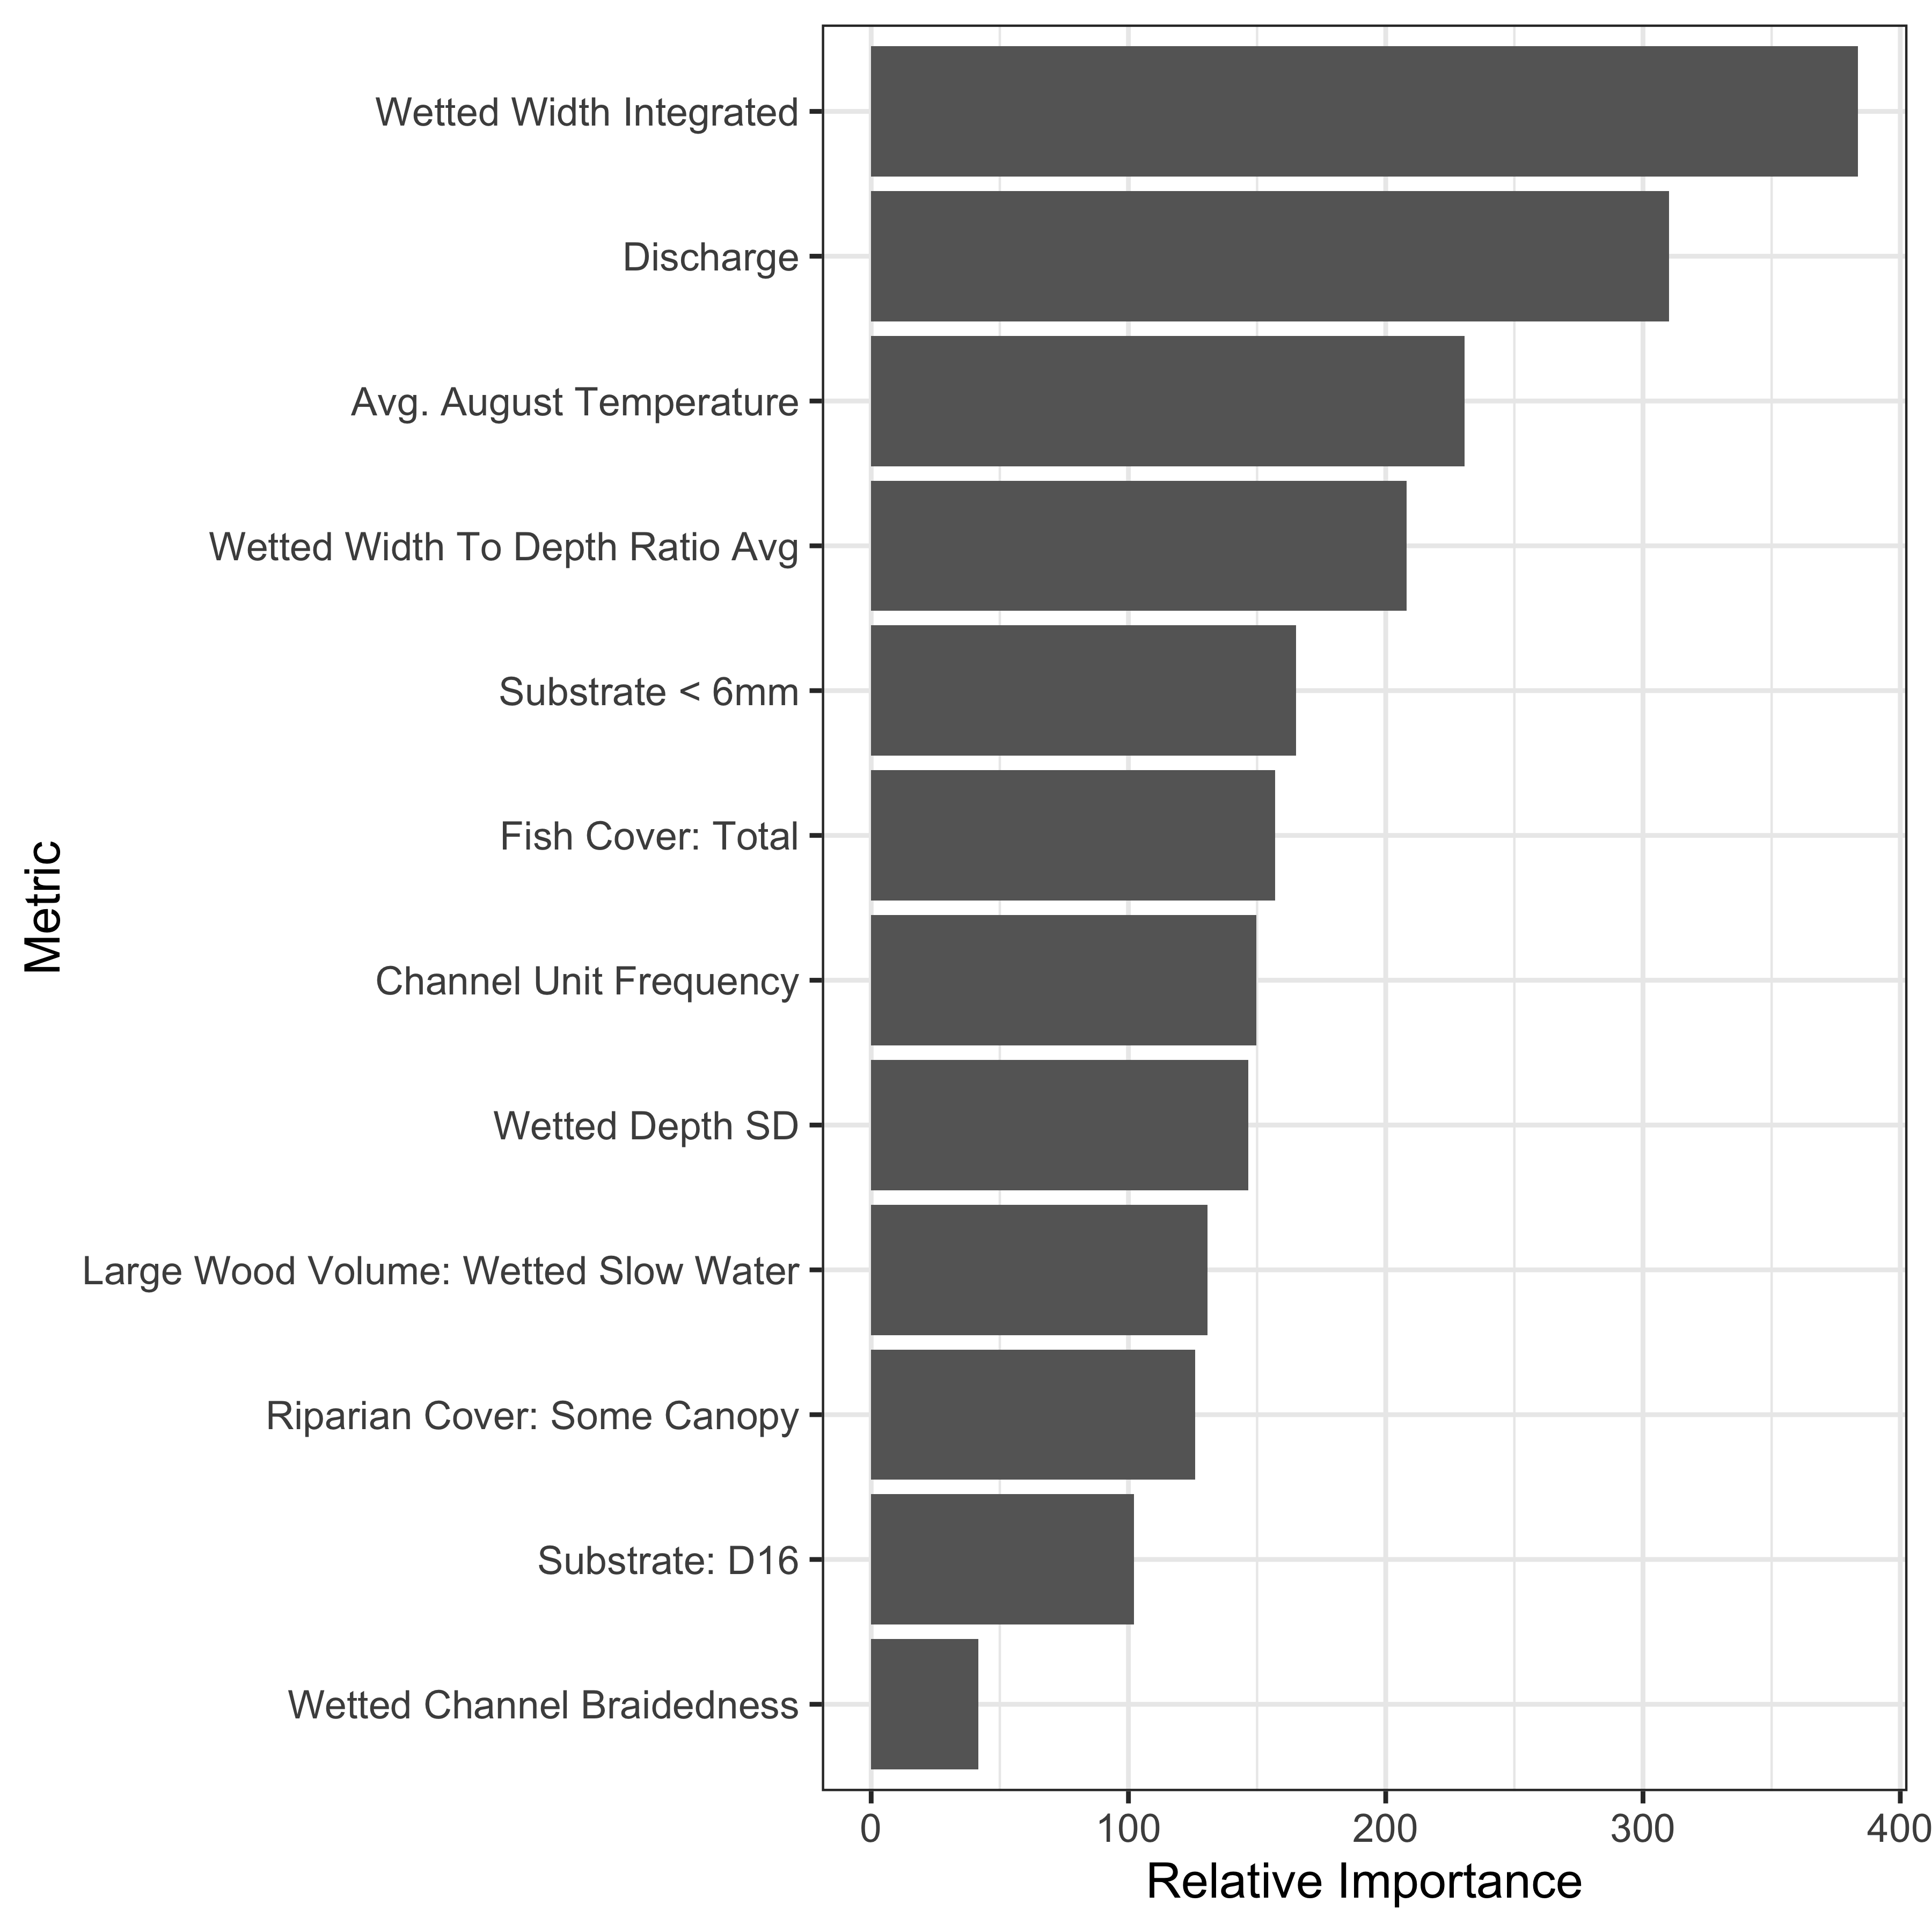 Wetted Width Integrated
Discharge
Avg. August Temperature
Wetted Width To Depth Ratio Avg
Substrate < 6mm
Fish Cover: Total
Channel Unit Frequency
Wetted Depth SD
Large Wood Volume: Wetted Slow Water
Riparian Cover: Some Canopy
Substrate: D16
Wetted Channel Braidedness
Metric
0 100 200 300 400
Relative Importance